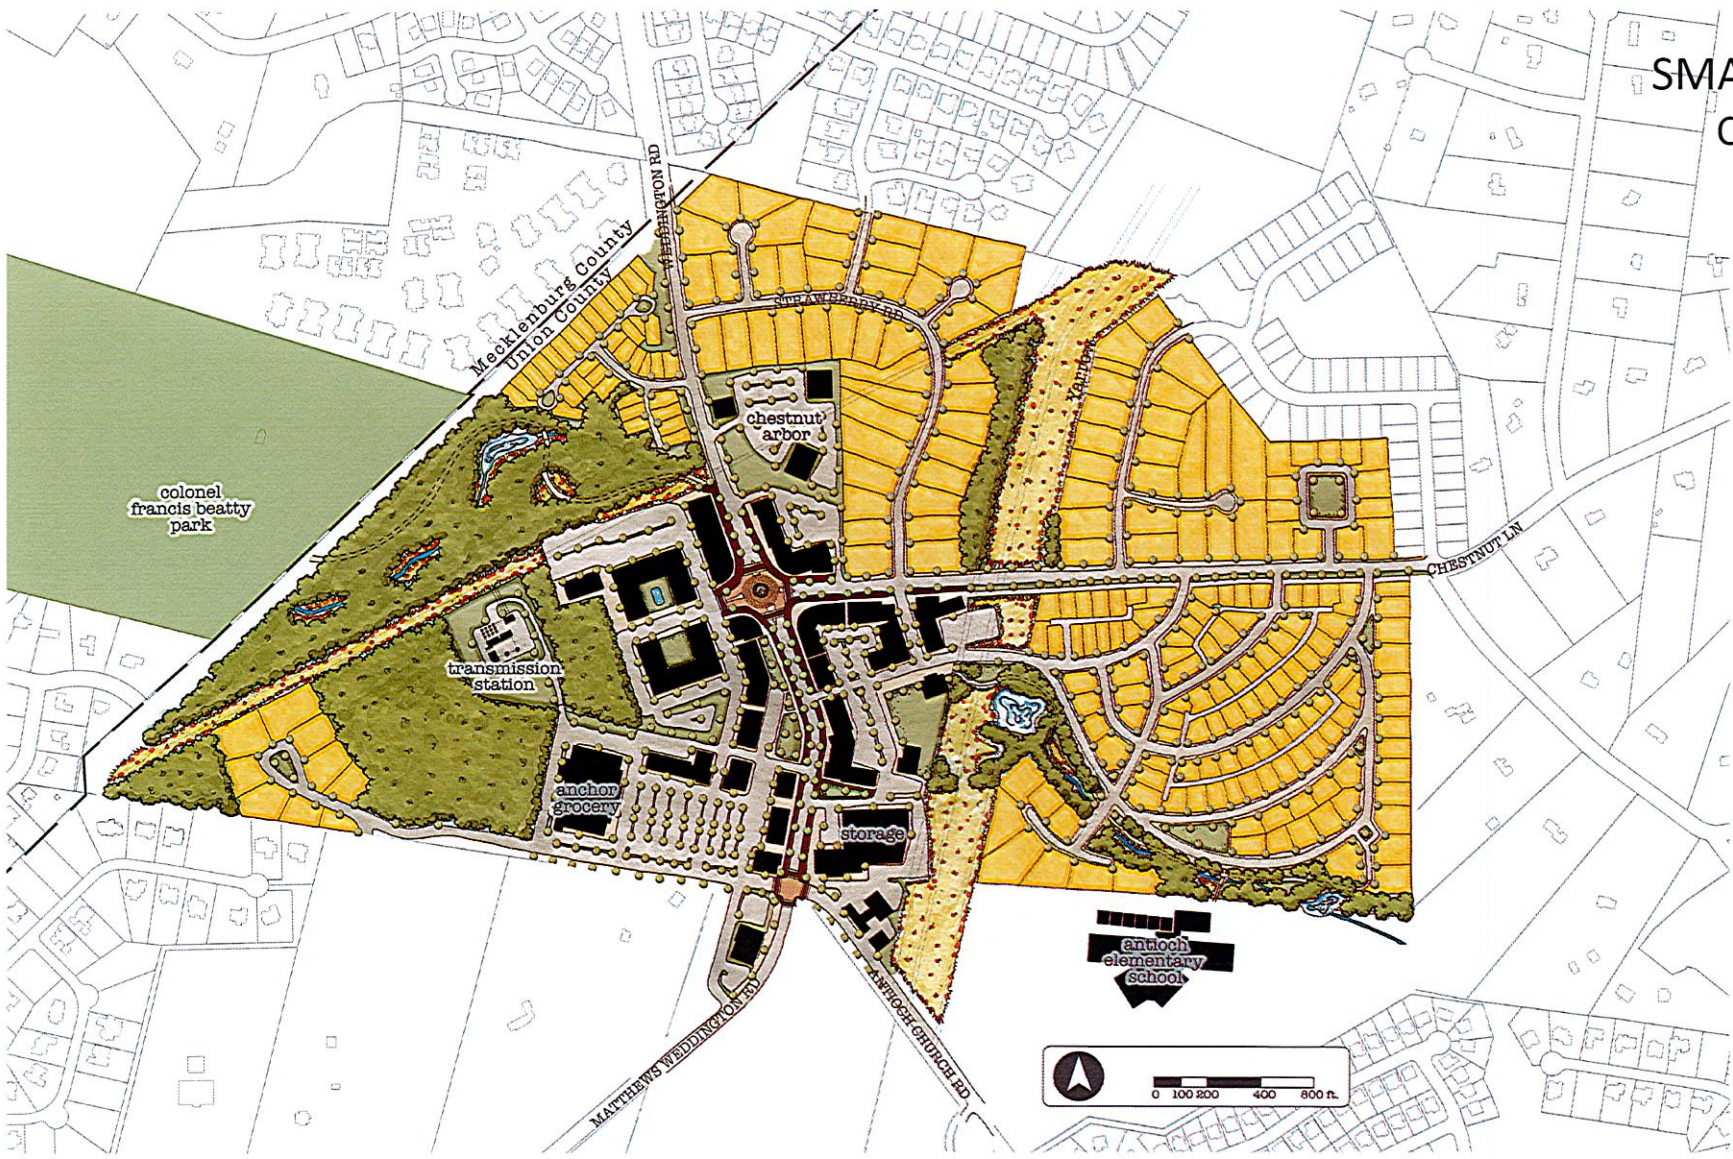 SMA
WEDDINGTON RD
Mecklenburg County
Union County
STRAWBERRY RD
chestnut
arbor
colonel
francis beatty
park
CHESTNUT LN
transmission
station
anchor
grocery
storage
antioch
elementary
school
MATTHEWS WEDDINGTON RD
ANTIOCH CHURCH RD
0 100 200 400 800 ft.